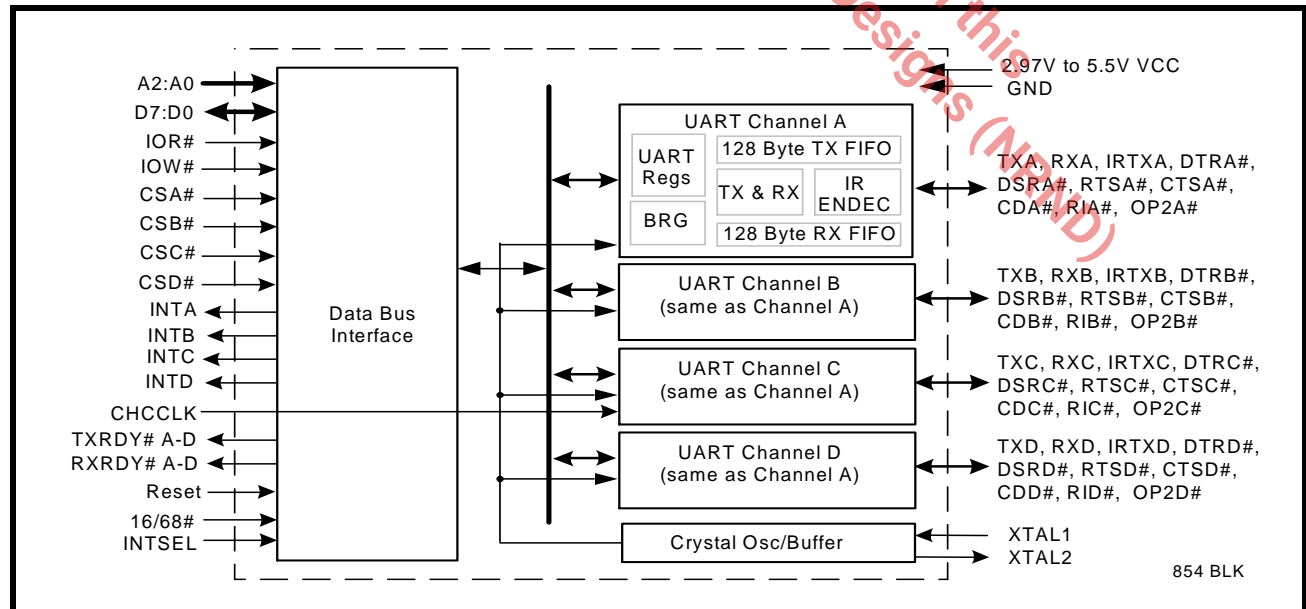 n this
Designs (NRND)
A2:A0
D7:D0
IOR#
IOW#
CSA#
CSB#
CSC#
CSD#
INTA
INTB
INTC
INTD
CHCCLK
TXRDY# A-D
RXRDY# A-D
Reset
16/68#
INTSEL
Data Bus
Interface
UART Channel A
UART
Regs
BRG
128 Byte TX FIFO
TX & RX
IR
ENDEC
128 Byte RX FIFO
UART Channel B
(same as Channel A)
UART Channel C
(same as Channel A)
UART Channel D
(same as Channel A)
Crystal Osc/Buffer
2.97V to 5.5V VCC
GND
TXA, RXA, IRTXA, DTRA#,
DSRA#, RTSA#, CTSA#,
CDA#, RIA#, OP2A#
TXB, RXB, IRTXB, DTRB#,
DSRB#, RTSB#, CTSB#,
CDB#, RIB#, OP2B#
TXC, RXC, IRTXC, DTRC#,
DSRC#, RTSC#, CTSC#,
CDC#, RIC#, OP2C#
TXD, RXD, IRTXD, DTRD#,
DSRD#, RTSD#, CTSD#,
CDD#, RID#, OP2D#
XTAL1
XTAL2
854 BLK